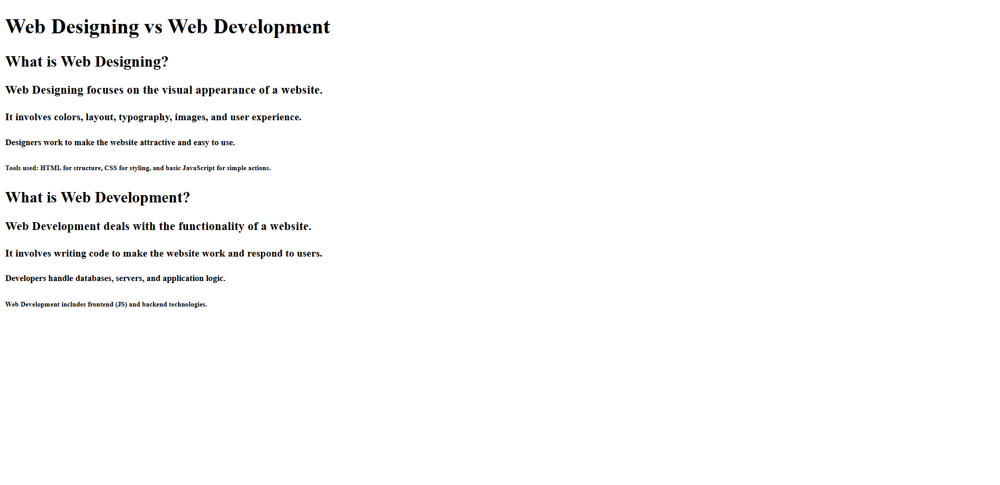 Web Designing vs Web Development
What is Web Designing?
Web Designing focuses on the visual appearance of a website.
It involves colors, layout, typography, images, and user experience.
Designers work to make the website attractive and easy to use.
Tools used: HTML for structure, CSS for styling, and basic JavaScript for simple actions.
What is Web Development?
Web Development deals with the functionality of a website.
It involves writing code to make the website work and respond to users.
Developers handle databases, servers, and application logic.
Web Development includes frontend (JS) and backend technologies.